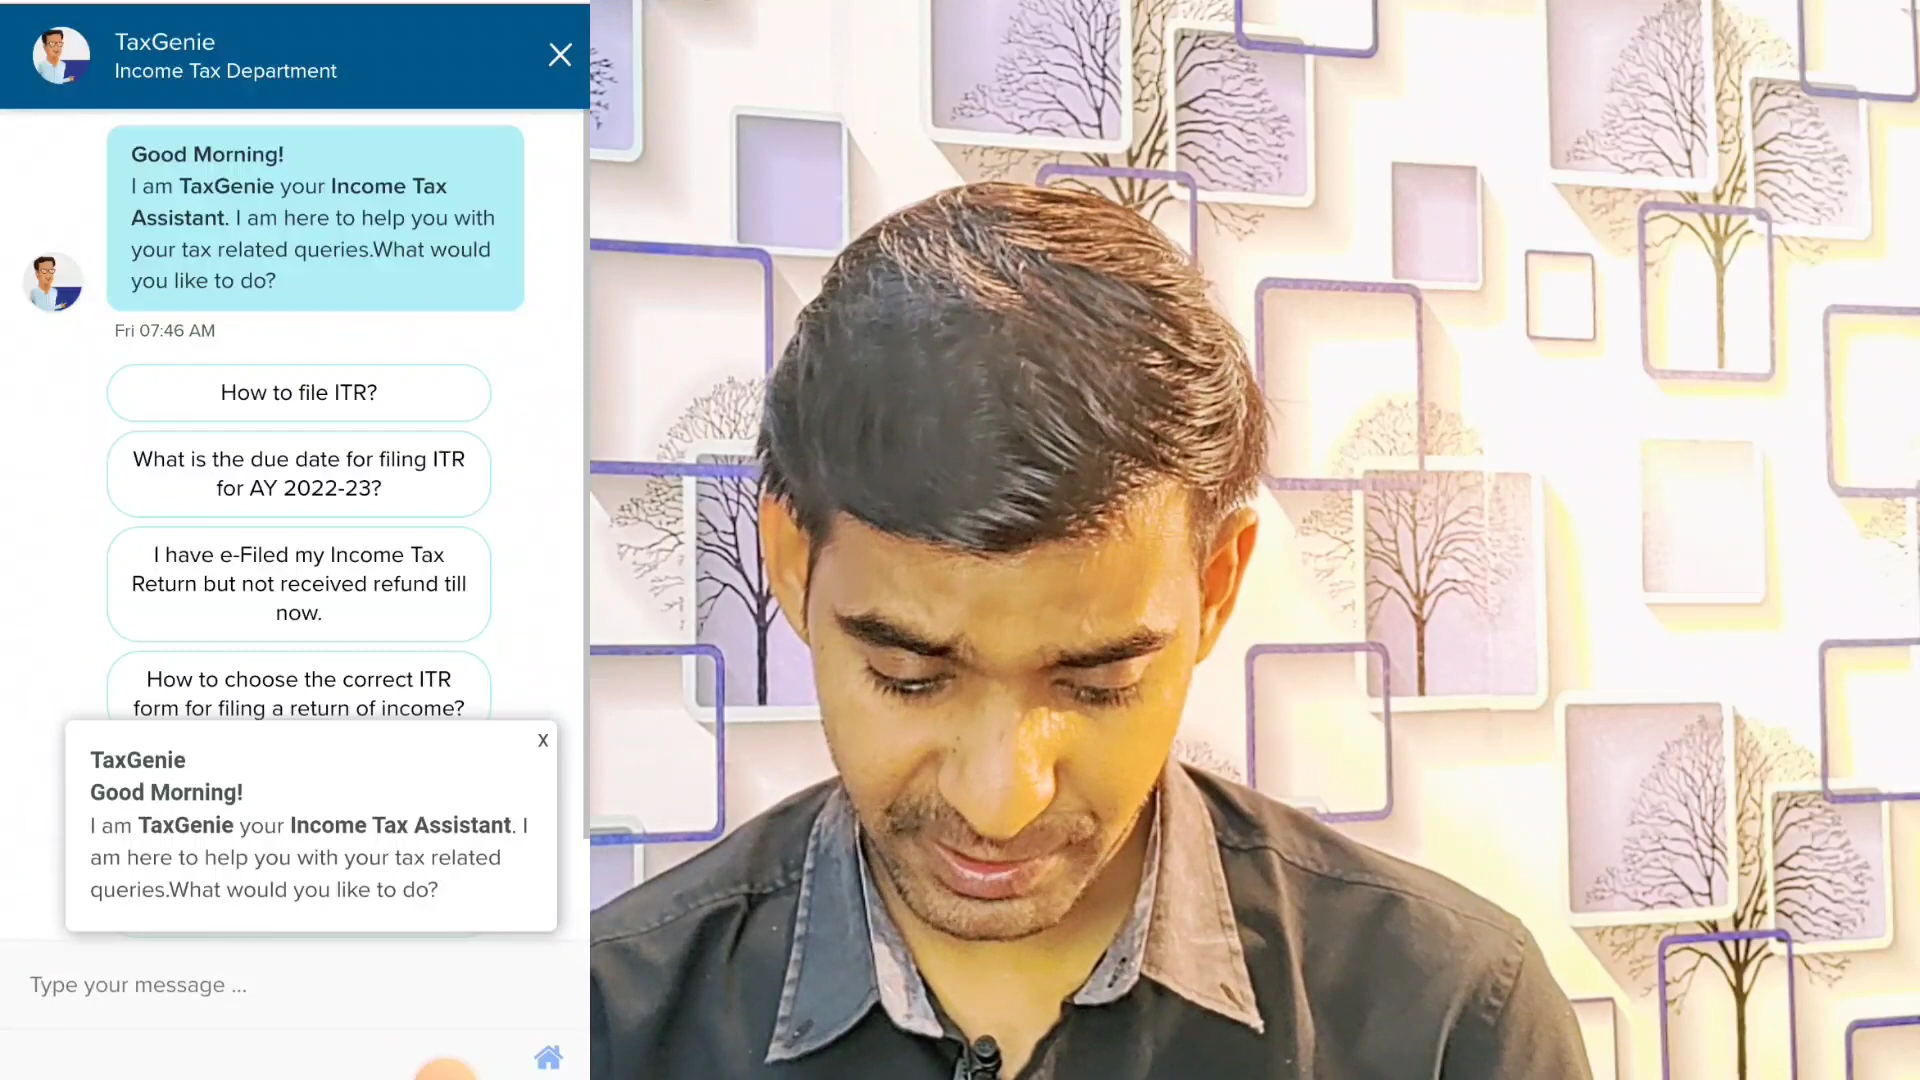 TaxGenie
Income Tax Department
Good Morning!
I am TaxGenie your Income Tax
Assistant. I am here to help you with
your tax related queries.What would
you like to do?
Fri 07:46 AM
How to file ITR?
What is the due date for filing ITR
for AY 2022-23?
I have e-Filed my Income Tax
Return but not received refund till
now.
How to choose the correct ITR
form for filing a return of income?
X
TaxGenie
Good Morning!
I am TaxGenie your Income Tax Assistant. I
am here to help you with your tax related
queries.What would you like to do?
Type your message ...